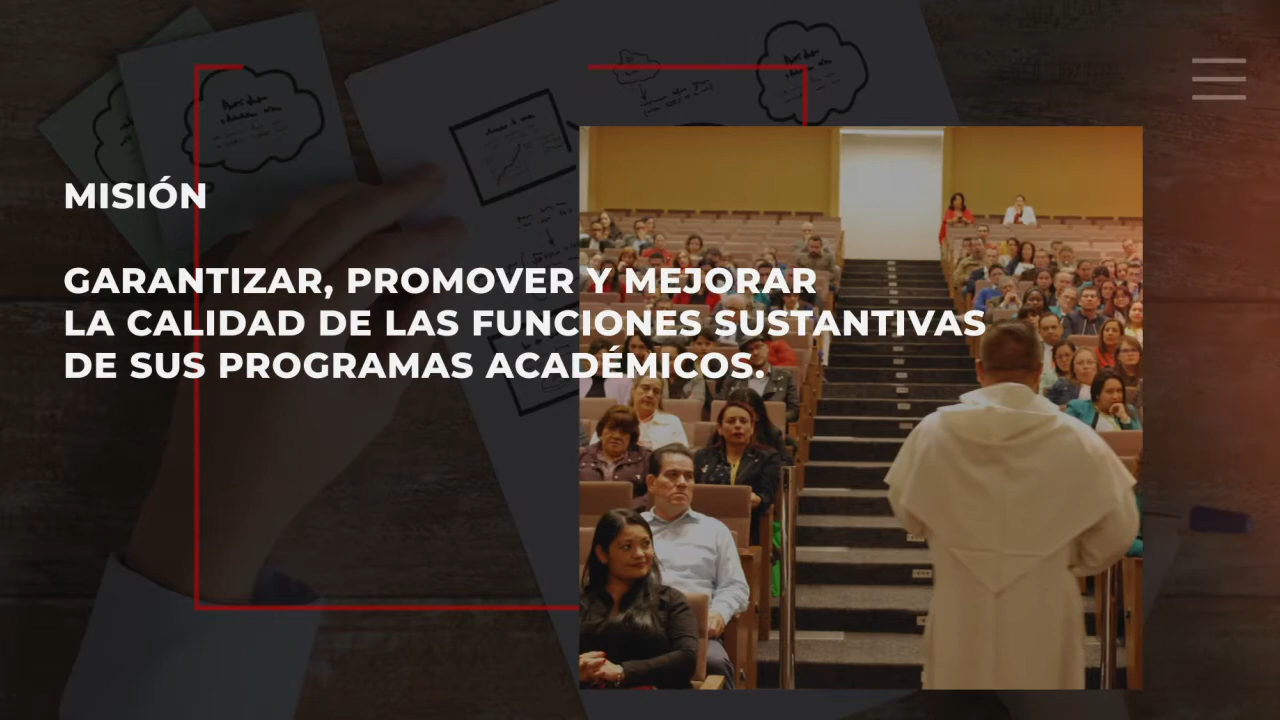 MISIÓN
GARANTIZAR, PROMOVER Y MEJORAR
LA CALIDAD DE LAS FUNCIONES SUSTANTIVAS
DE SUS PROGRAMAS ACADÉMICOS.